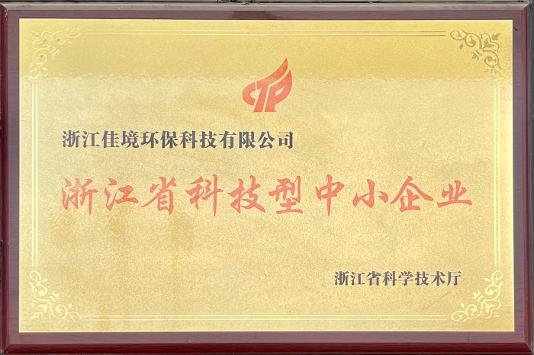 浙江佳境环保科技有限公司
浙江省科技型中小企业
浙江省科学技术厅